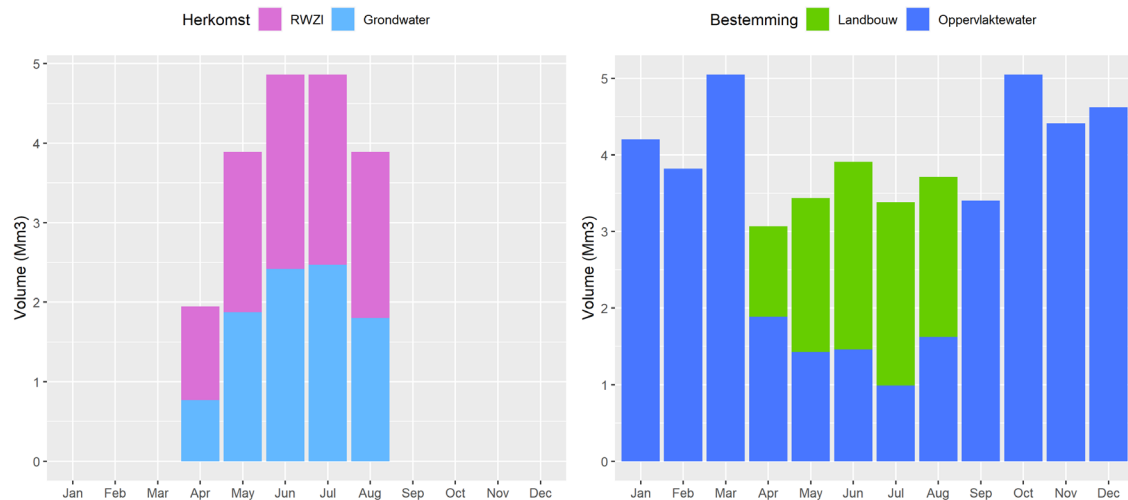 Herkomst RWZI Grondwater
Volume (Mm3)
5
4
3
2
1
0
Jan Feb Mar Apr May Jun Jul Aug Sep Oct Nov Dec
Bestemming Landbouw Oppervlaktewater
Volume (Mm3)
5
4
3
2
1
0
Jan Feb Mar Apr May Jun Jul Aug Sep Oct Nov Dec